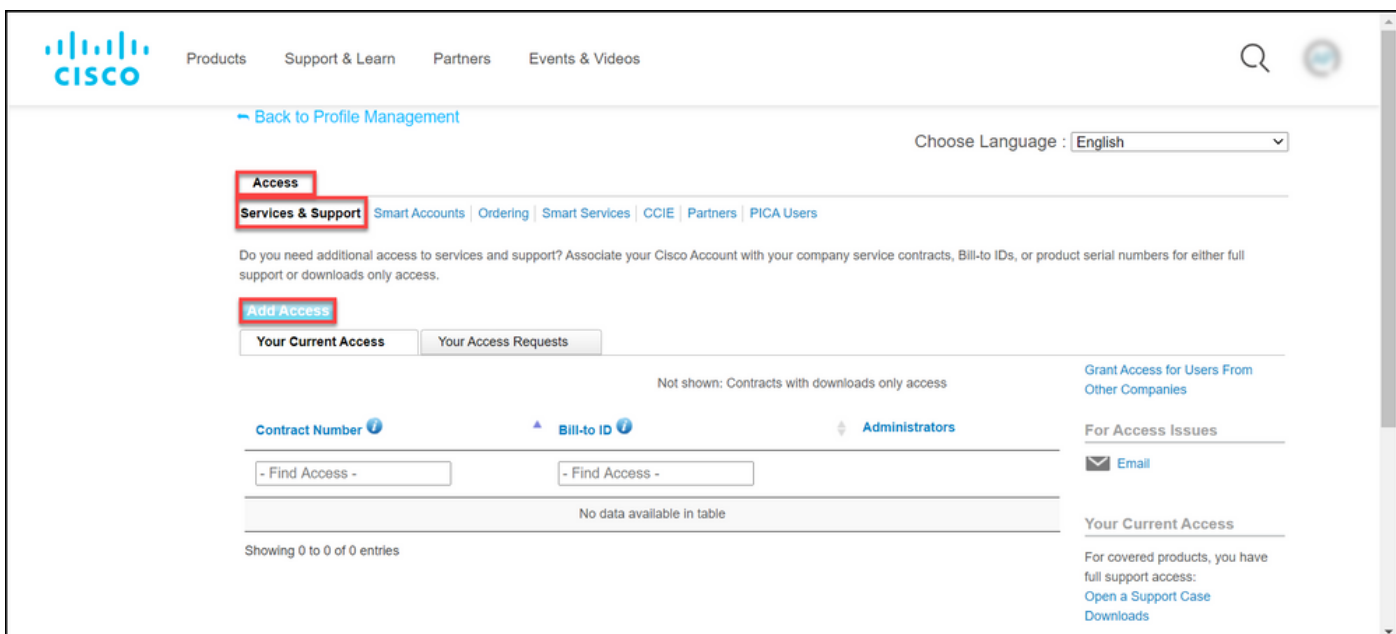 CISCO
Products Support & Learn Partners Events & Videos
Back to Profile Management
Choose Language : English
Access
Services & Support Smart Accounts Ordering Smart Services CCIE Partners PICA Users
Do you need additional access to services and support? Associate your Cisco Account with your company service contracts, Bill-to IDs, or product serial numbers for either full
support or downloads only access.
Add Access
Your Current Access Your Access Requests
Not shown: Contracts with downloads only access
Contract Number Bill-to ID Administrators
- Find Access - - Find Access -
No data available in table
Showing 0 to 0 of 0 entries
Grant Access for Users From
Other Companies
For Access Issues
Email
Your Current Access
For covered products, you have
full support access:
Open a Support Case
Downloads